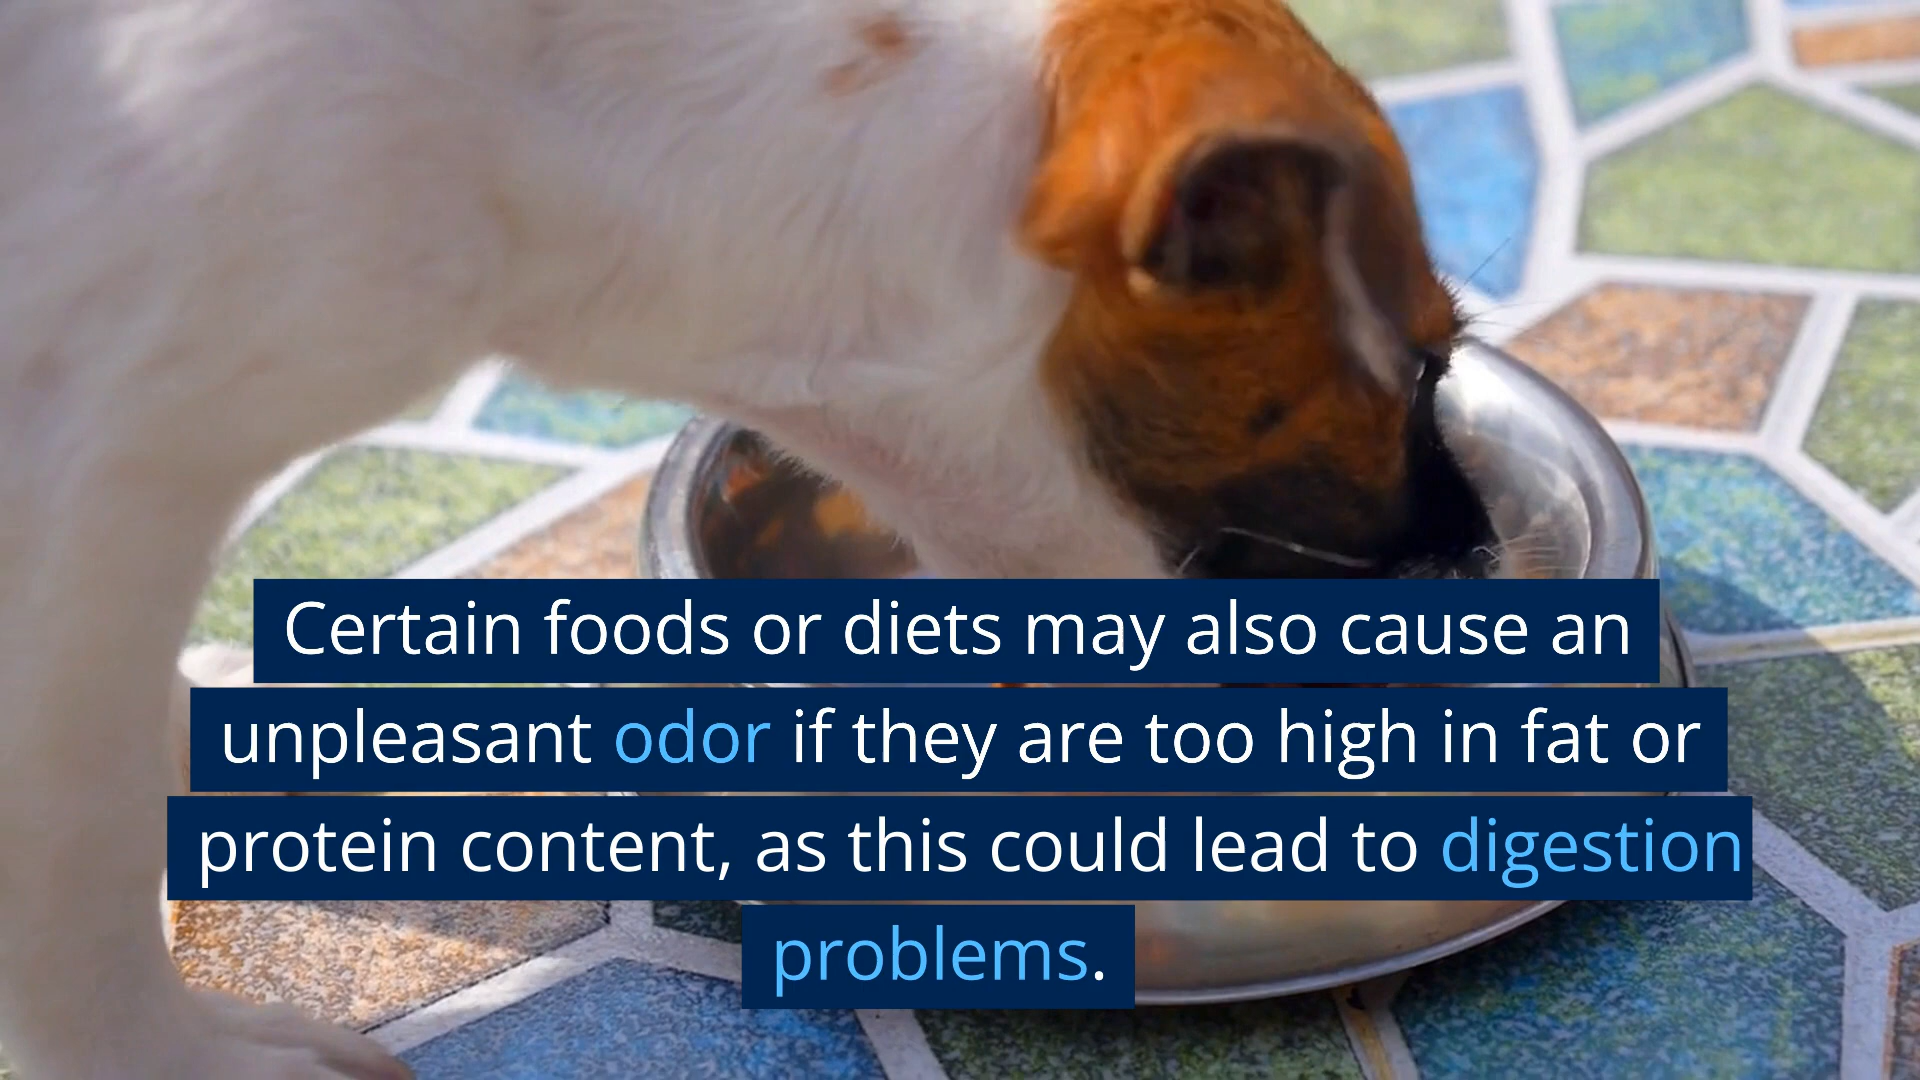 Certain foods or diets may also cause an
unpleasant odor if they are too high in fat or
protein content, as this could lead to digestion
problems.